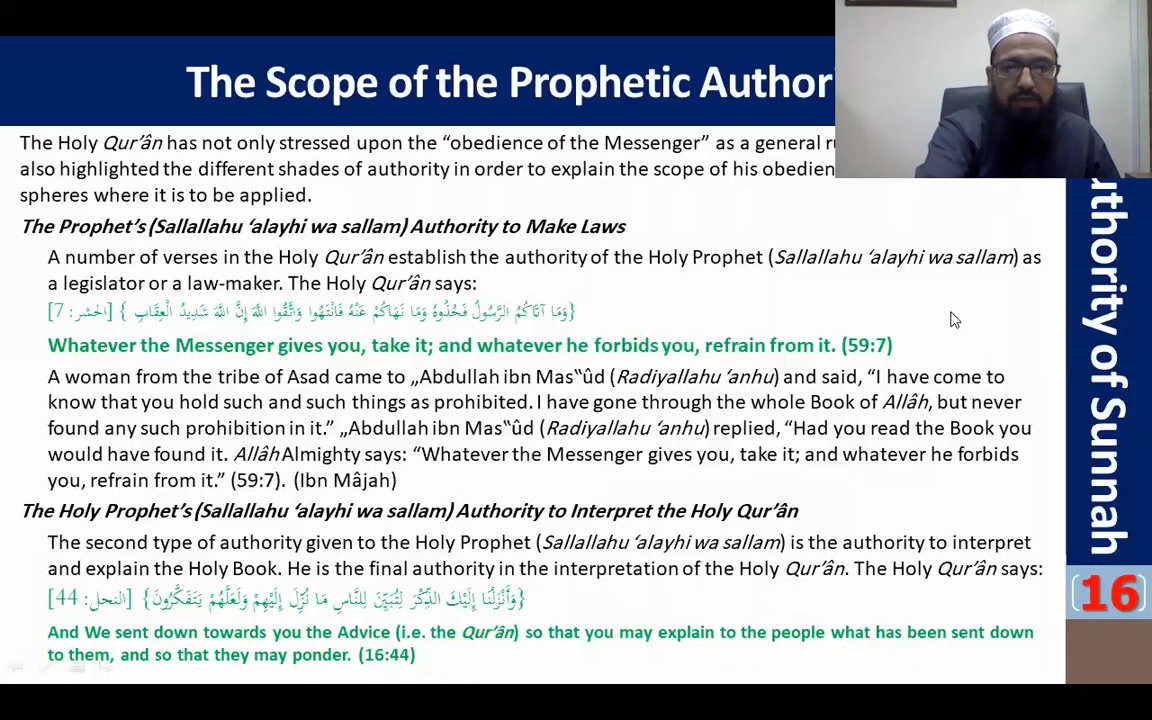 The Scope of the Prophetic Authori
The Holy Qur’ân has not only stressed upon the “obedience of the Messenger” as a general ru
also highlighted the different shades of authority in order to explain the scope of his obedien
spheres where it is to be applied.
The Prophet’s (Sallallahu ‘alayhi wa sallam) Authority to Make Laws
A number of verses in the Holy Qur’ân establish the authority of the Holy Prophet (Sallallahu ‘alayhi wa sallam) as
a legislator or a law-maker. The Holy Qur’ân says:
{وَمَا آتَاكُمُ الرَّسُولُ فَخُذُوهُ وَمَا نَهَاكُمْ عَنْهُ فَانْتَهُوا وَاتَّقُوا اللَّهَ إِنَّ اللَّهَ شَدِيدُ الْعِقَابِ } [الحشر: 7]
Whatever the Messenger gives you, take it; and whatever he forbids you, refrain from it. (59:7)
A woman from the tribe of Asad came to „Abdullah ibn Mas‟ûd (Radiyallahu ‘anhu) and said, “I have come to
know that you hold such and such things as prohibited. I have gone through the whole Book of Allâh, but never
found any such prohibition in it.” „Abdullah ibn Mas‟ûd (Radiyallahu ‘anhu) replied, “Had you read the Book you
would have found it. Allâh Almighty says: “Whatever the Messenger gives you, take it; and whatever he forbids
you, refrain from it.” (59:7). (Ibn Mâjah)
The Holy Prophet’s (Sallallahu ‘alayhi wa sallam) Authority to Interpret the Holy Qur’ân
The second type of authority given to the Holy Prophet (Sallallahu ‘alayhi wa sallam) is the authority to interpret
and explain the Holy Book. He is the final authority in the interpretation of the Holy Qur’ân. The Holy Qur’ân says:
{وَأَنْزَلْنَا إِلَيْكَ الذِّكْرَ لِتُبَيِّنَ لِلنَّاسِ مَا نُزِّلَ إِلَيْهِمْ وَلَعَلَّهُمْ يَتَفَكَّرُونَ} [النحل: 44]
And We sent down towards you the Advice (i.e. the Qur’ân) so that you may explain to the people what has been sent down
to them, and so that they may ponder. (16:44)
uthority of Sunnah
(16)